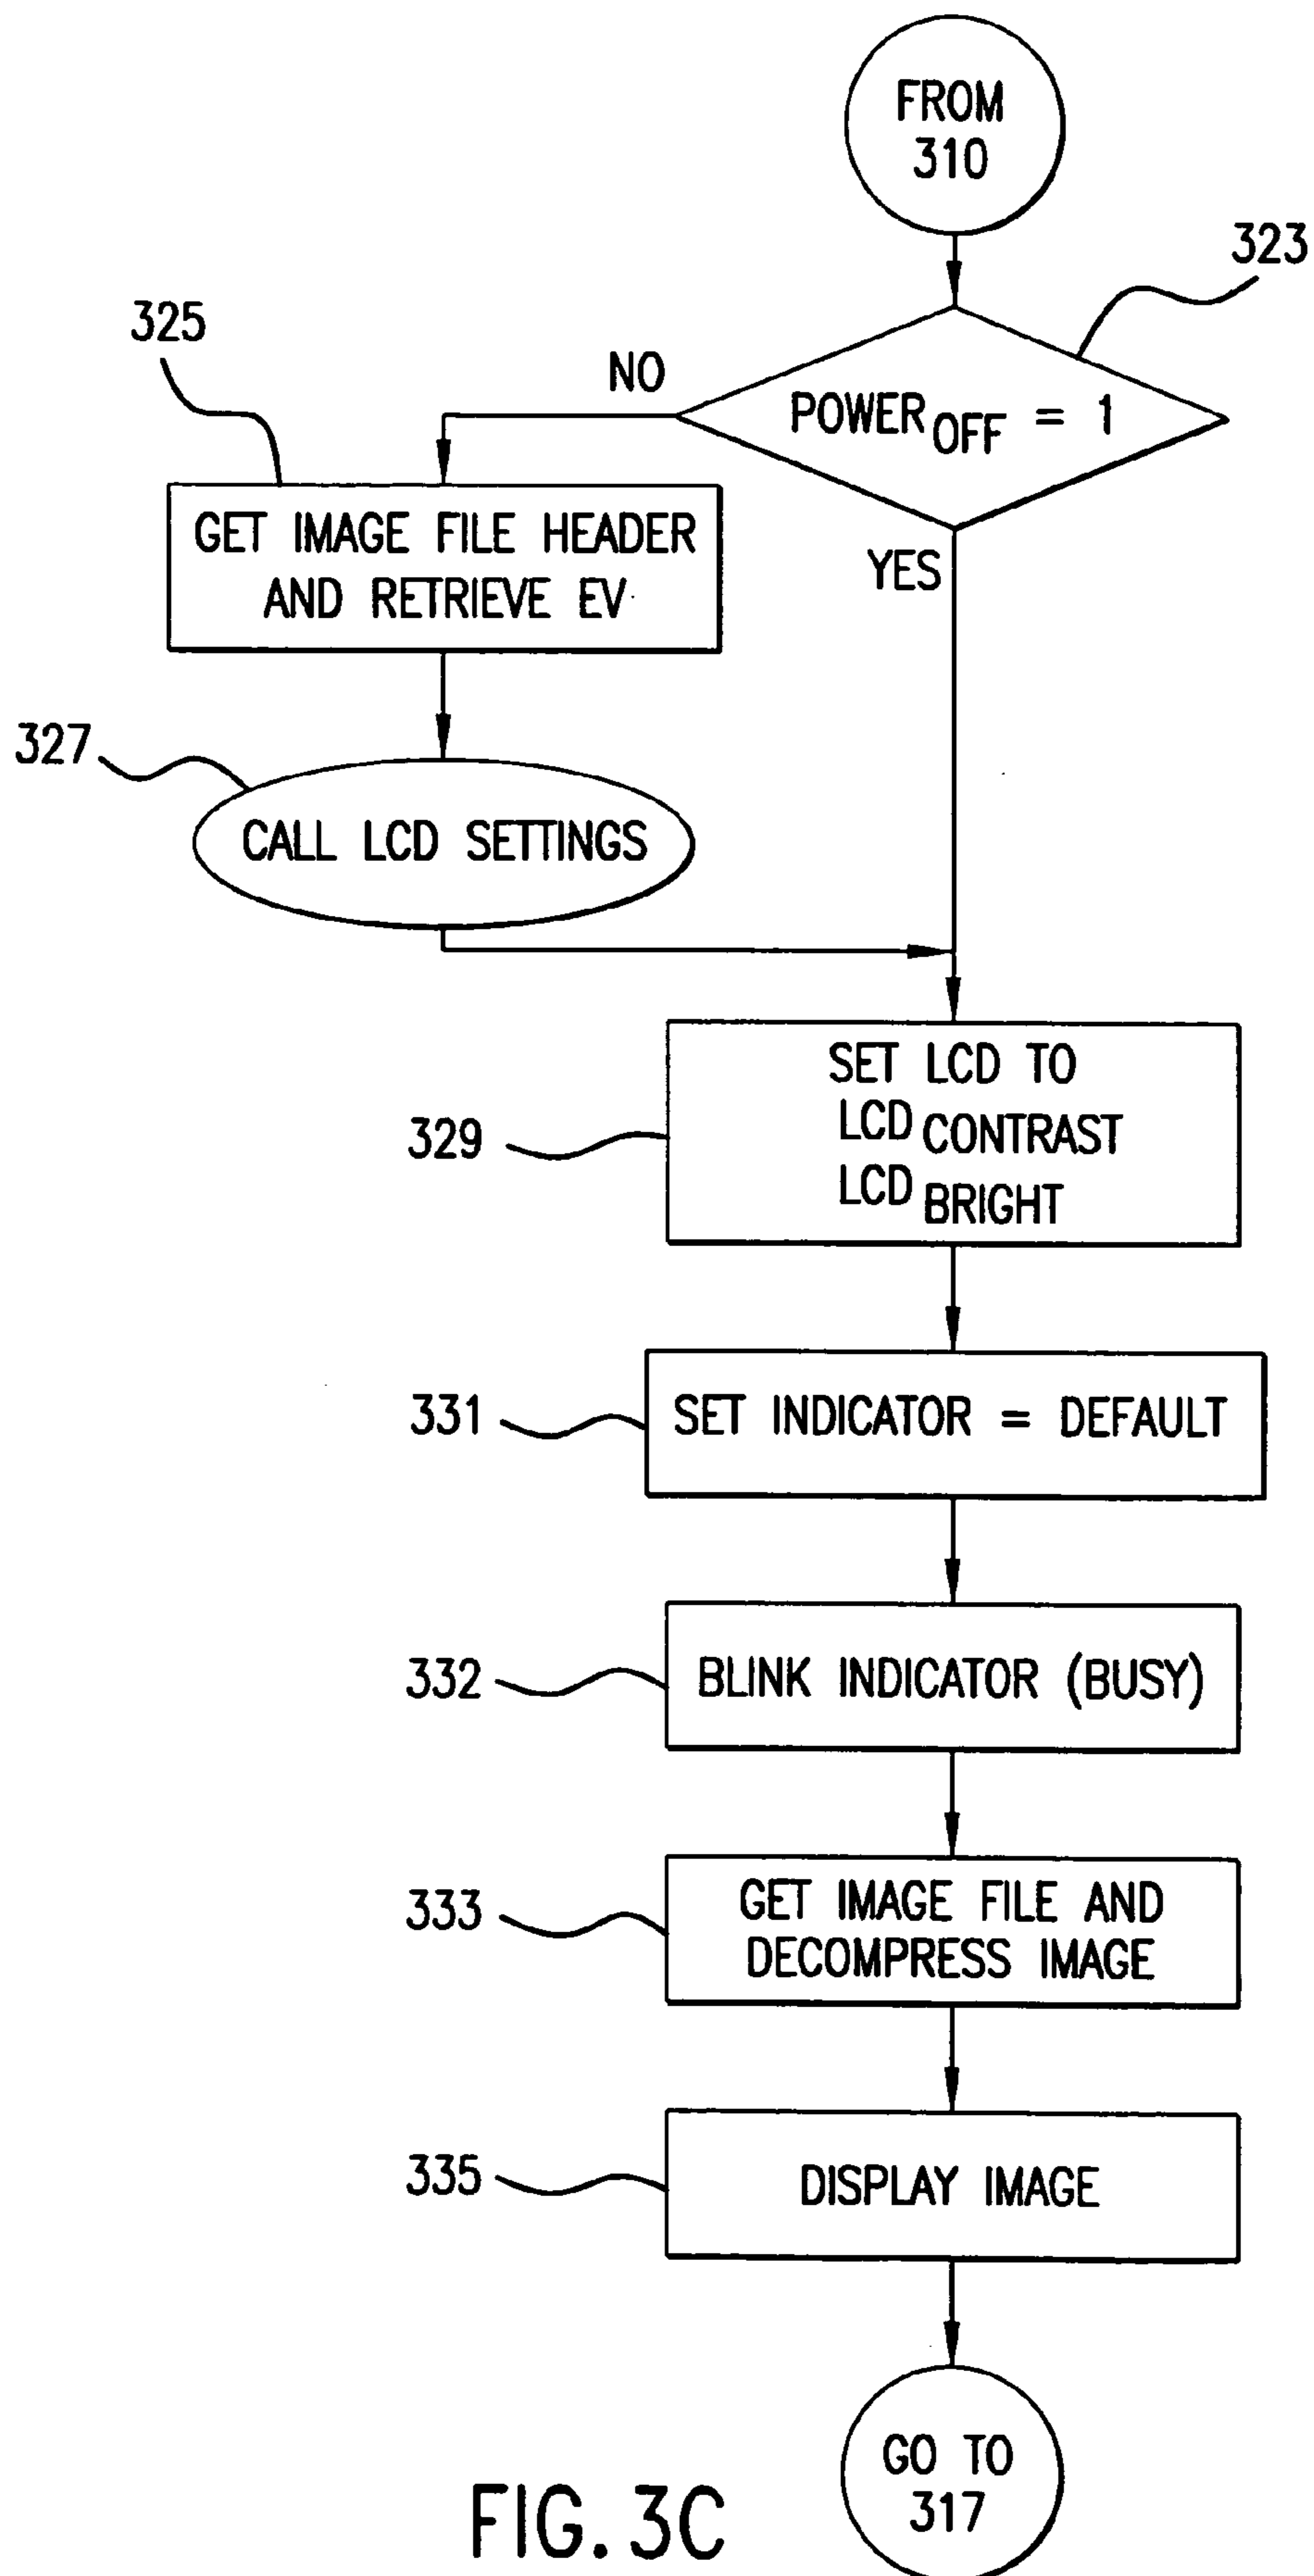 FROM
310
323
325
NO
POWER OFF = 1
GET IMAGE FILE HEADER
AND RETRIEVE EV
YES
327
CALL LCD SETTINGS
SET LCD TO
LCD CONTRAST
LCD BRIGHT
329
331
SET INDICATOR = DEFAULT
332
BLINK INDICATOR (BUSY)
333
GET IMAGE FILE AND
DECOMPRESS IMAGE
335
DISPLAY IMAGE
GO TO
317
FIG. 3C